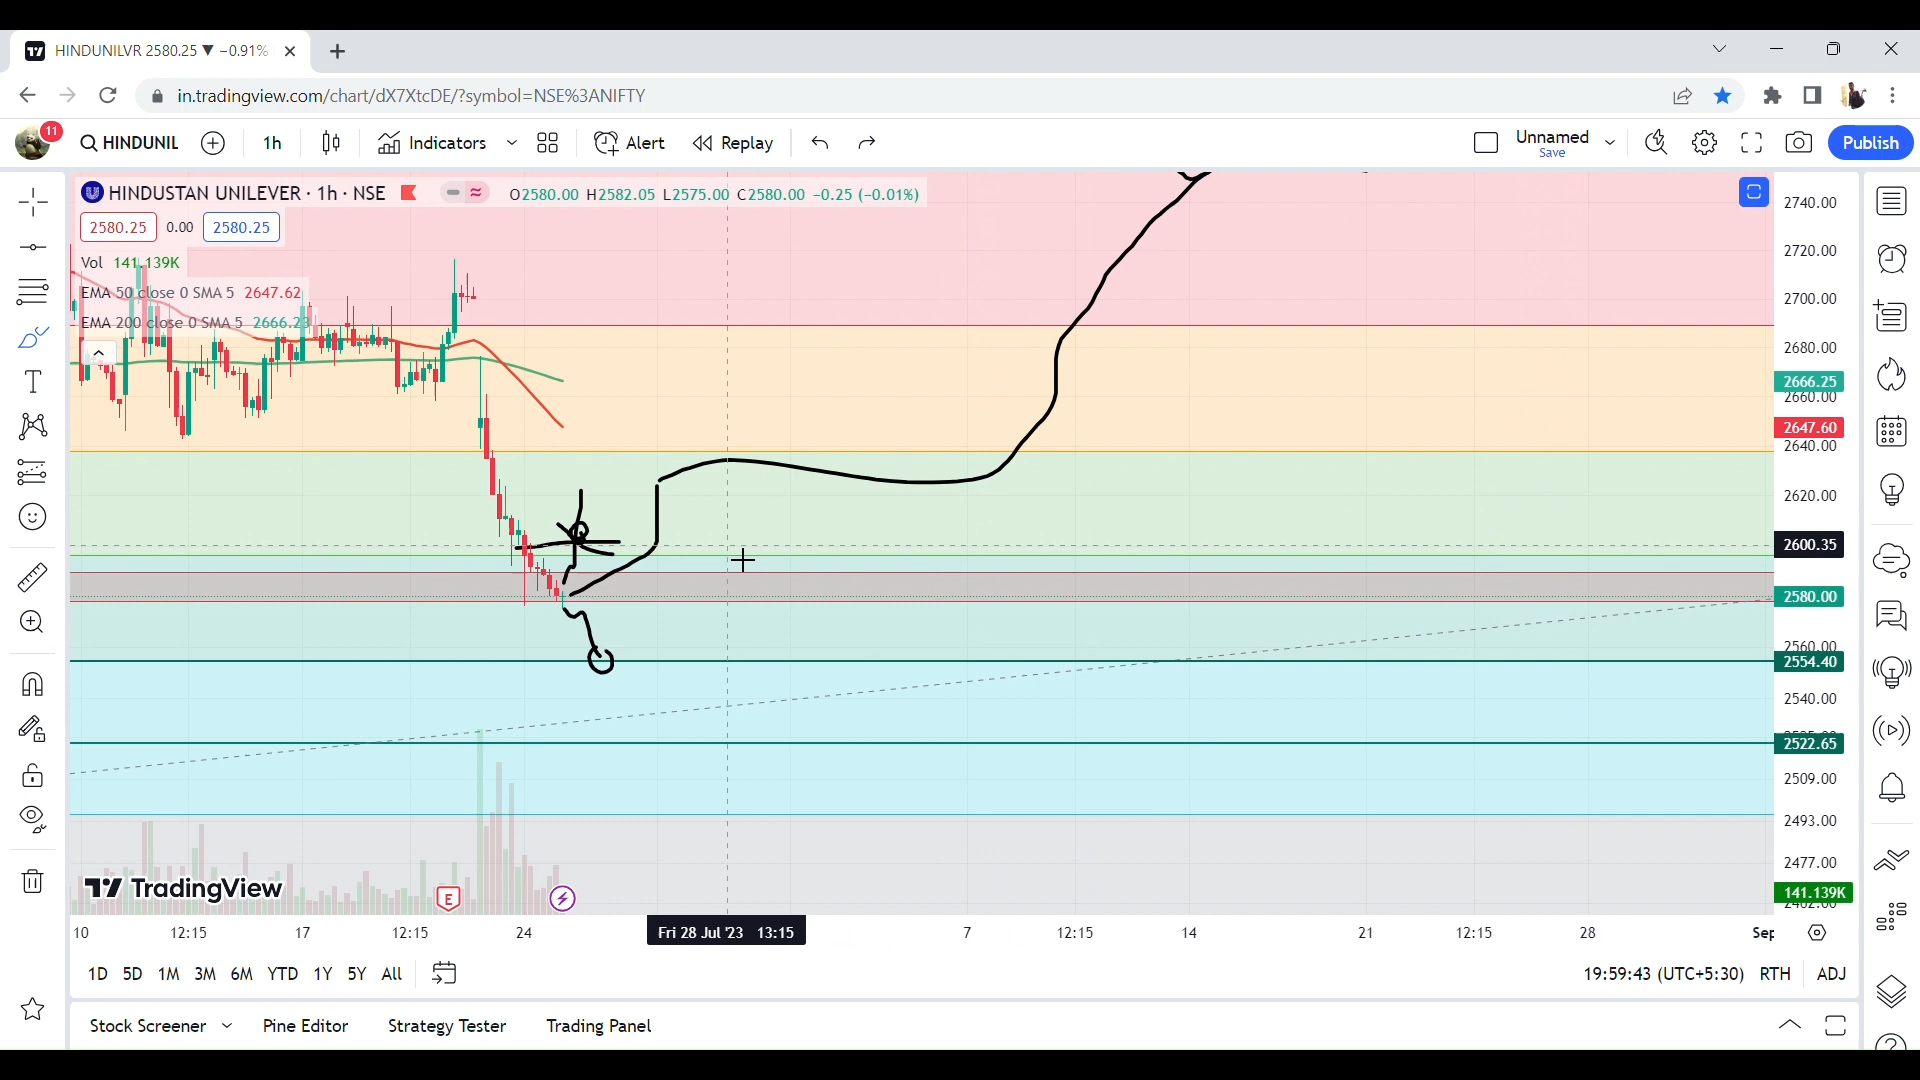 HINDUNILVR 2580.25 ▼ −0.91%
in.tradingview.com/chart/dX7XtcDE/?symbol=NSE%3ANIFTY
11
HINDUNIL
1h
Indicators
Alert
Replay
Unnamed
Save
Publish
HINDUSTAN UNILEVER · 1h · NSE
O2580.00 H2582.05 L2575.00 C2580.00 −0.25 (−0.01%)
2580.25 0.00 2580.25
Vol 141.139K
EMA 50 close 0 SMA 5 2647.62
EMA 200 close 0 SMA 5 2666.23
2740.00
2720.00
2700.00
2680.00
2666.25
2660.00
2647.60
2640.00
2620.00
2600.35
2580.00
2560.00
2554.40
2540.00
2522.65
2509.00
2493.00
2477.00
141.139K
TradingView
E
10 12:15 17 12:15 24 Fri 28 Jul '23 13:15 7 12:15 14 21 12:15 28 Sep
1D 5D 1M 3M 6M YTD 1Y 5Y All
19:59:43 (UTC+5:30) RTH ADJ
Stock Screener Pine Editor Strategy Tester Trading Panel